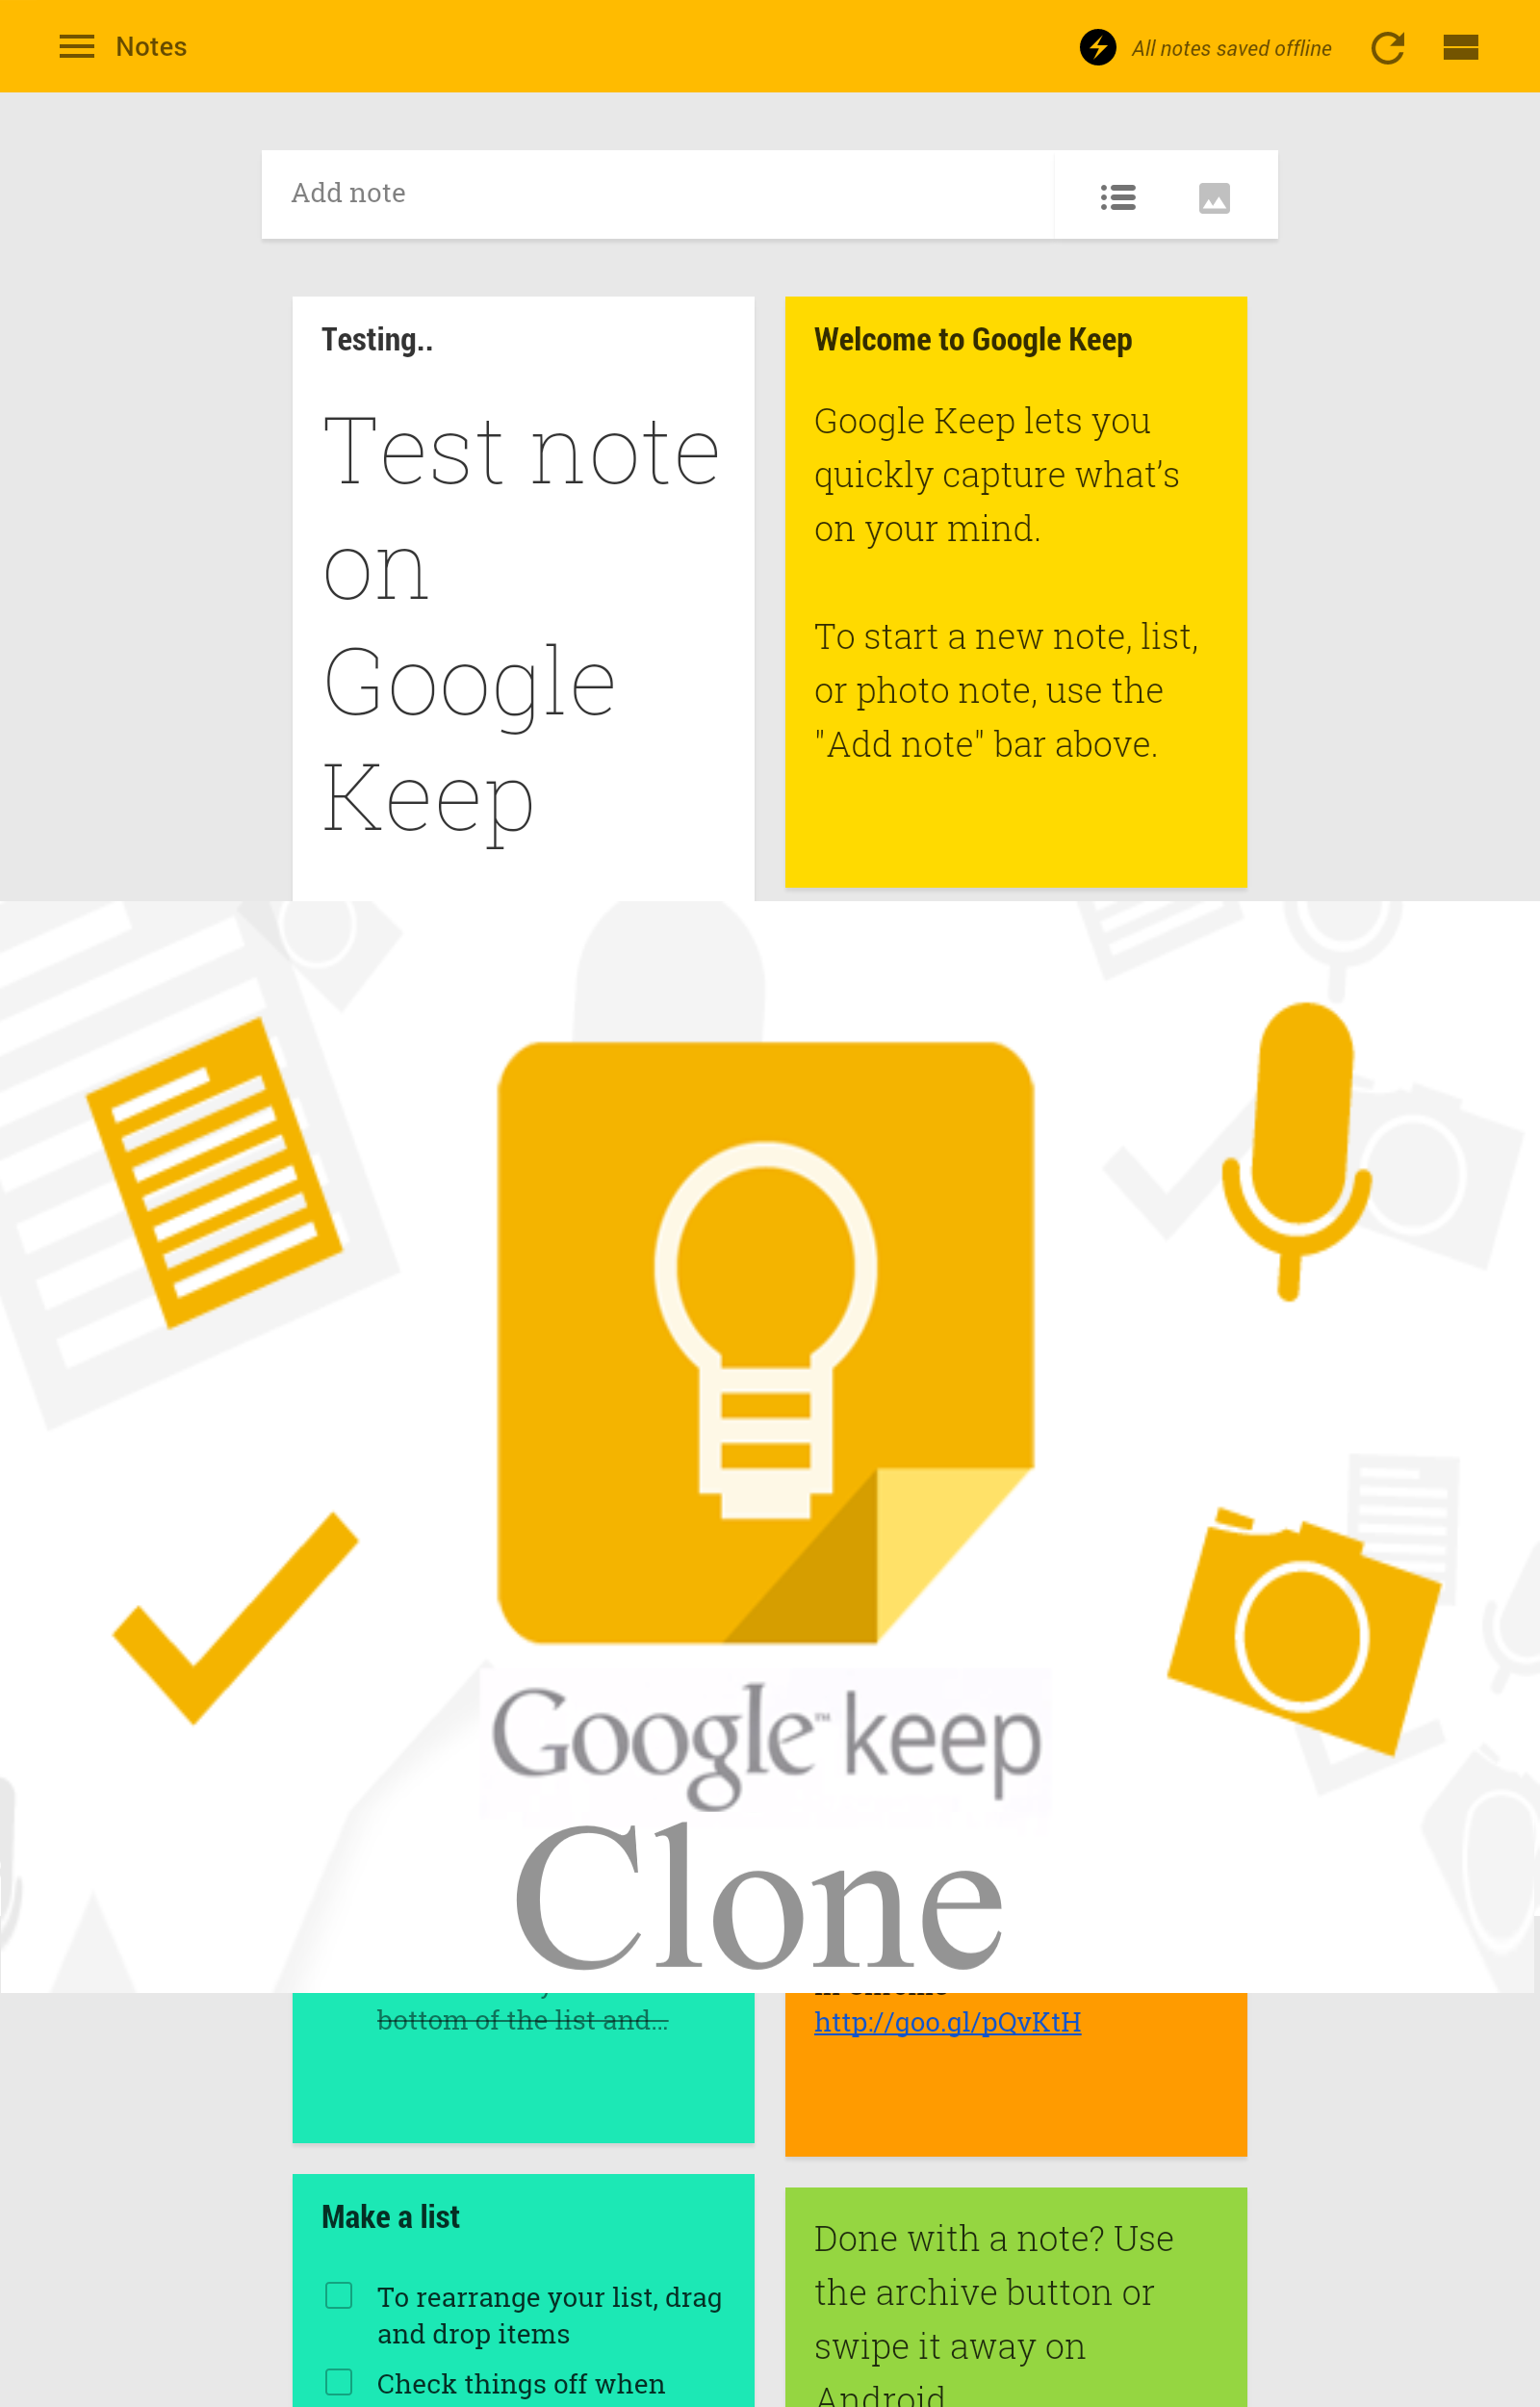 Notes
All notes saved offline
Add note
Testing..
Test note
on
Google
Keep
Welcome to Google Keep
Google Keep lets you
quickly capture what’s
on your mind.
To start a new note, list,
or photo note, use the
"Add note" bar above.
Google™ keep
Clone
bottom of the list and...
http://goo.gl/pQvKtH
Make a list
To rearrange your list, drag
and drop items
Check things off when
Done with a note? Use
the archive button or
swipe it away on
Android